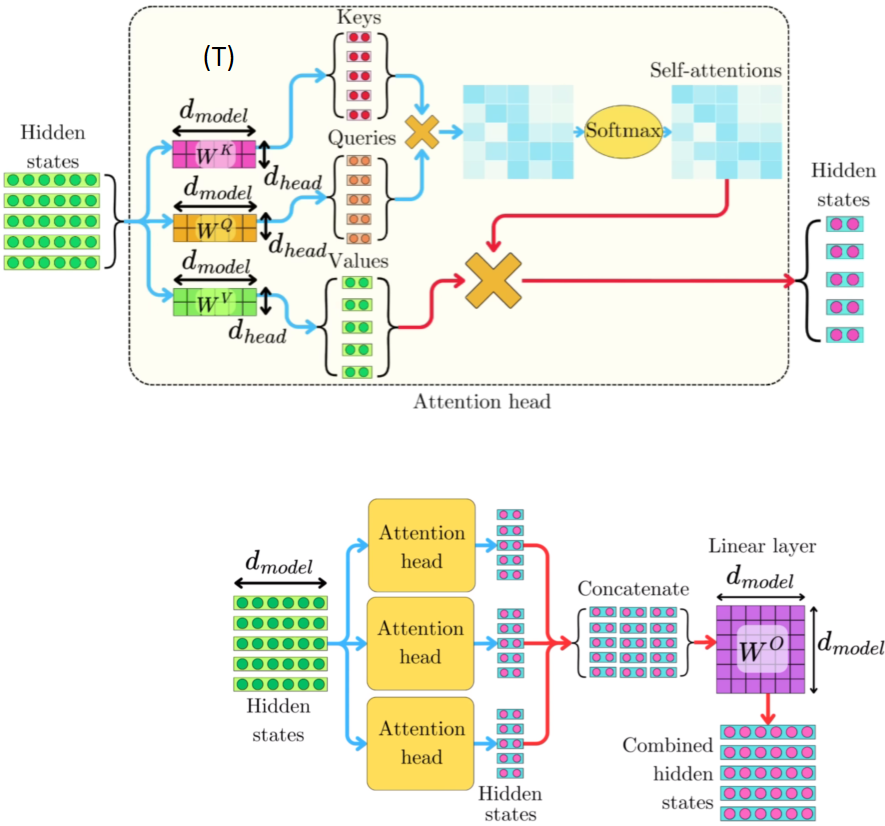 Keys
(T)
Self-attentions
d_model
Hidden
states
W^K
Queries
Softmax
d_head
Hidden
states
d_model
W^Q
d_head
Values
d_model
W^V
d_head
Attention head
Attention
head
Linear layer
d_model
d_model
Concatenate
Attention
head
W^O
d_model
Hidden
states
Attention
head
Combined
hidden
states
Hidden
states